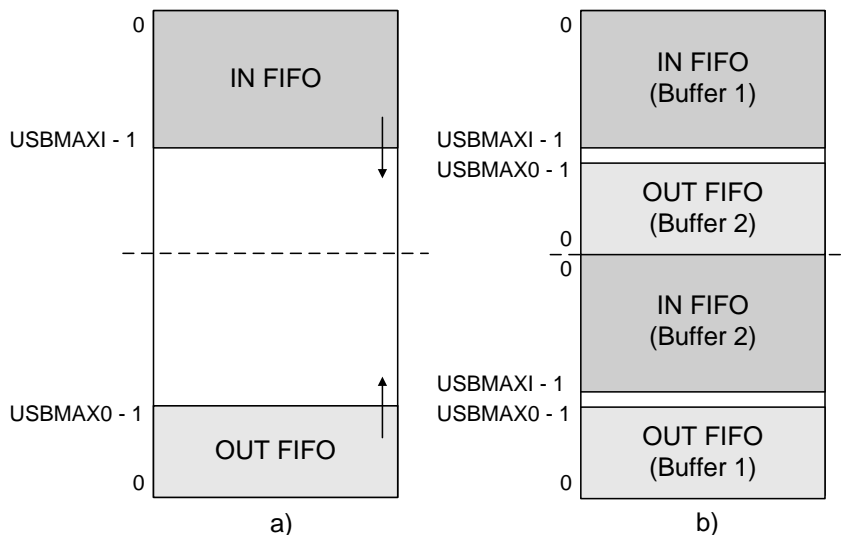 0
IN FIFO
USBMAXI - 1
USBMAX0 - 1
OUT FIFO
0
a)
0
IN FIFO
(Buffer 1)
USBMAXI - 1
USBMAX0 - 1
OUT FIFO
(Buffer 2)
0
0
IN FIFO
(Buffer 2)
USBMAXI - 1
USBMAX0 - 1
OUT FIFO
(Buffer 1)
0
b)